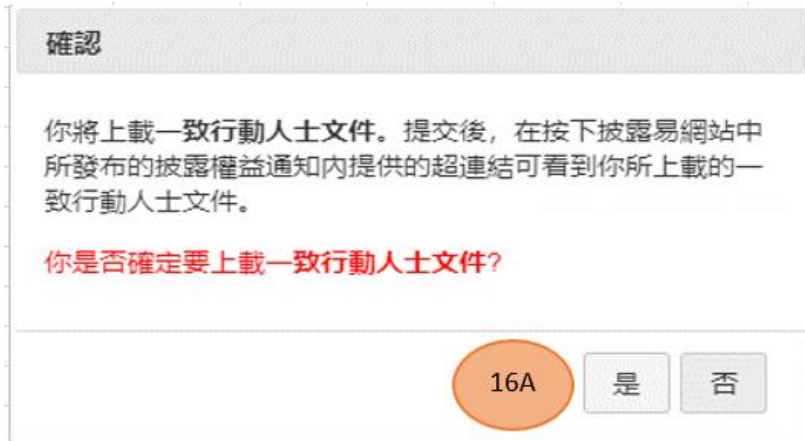 確認
你將上載一致行動人士文件。提交後，在按下披露易網站中
所發布的披露權益通知內提供的超連結可看到你所上載的一
致行動人士文件。
你是否確定要上載一致行動人士文件?
16A 是 否